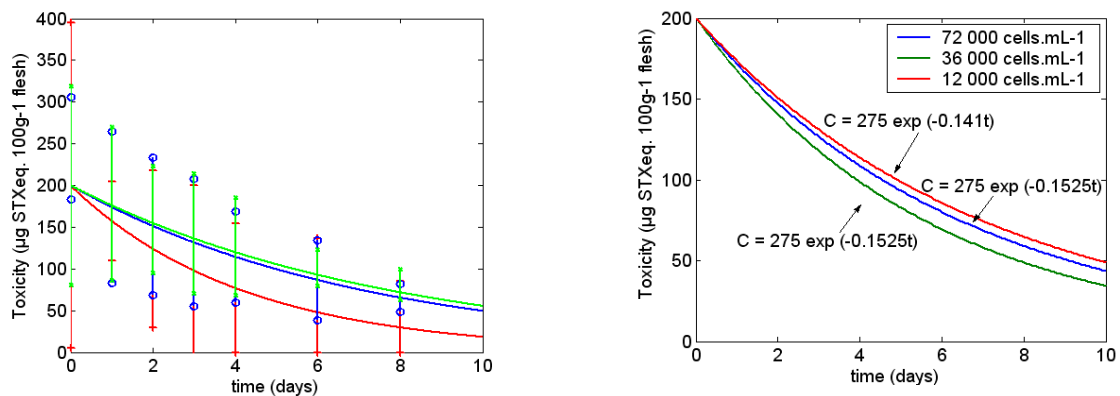 Toxicity (µg STXeq. 100g-1 flesh)
400
350
300
250
200
150
100
50
0
0 2 4 6 8 10
time (days)
Toxicity (µg STXeq. 100g-1 flesh)
200
150
100
50
0
72 000 cells.mL-1
36 000 cells.mL-1
12 000 cells.mL-1
C = 275 exp (-0.141t)
C = 275 exp (-0.1525t)
C = 275 exp (-0.1525t)
0 2 4 6 8 10
time (days)